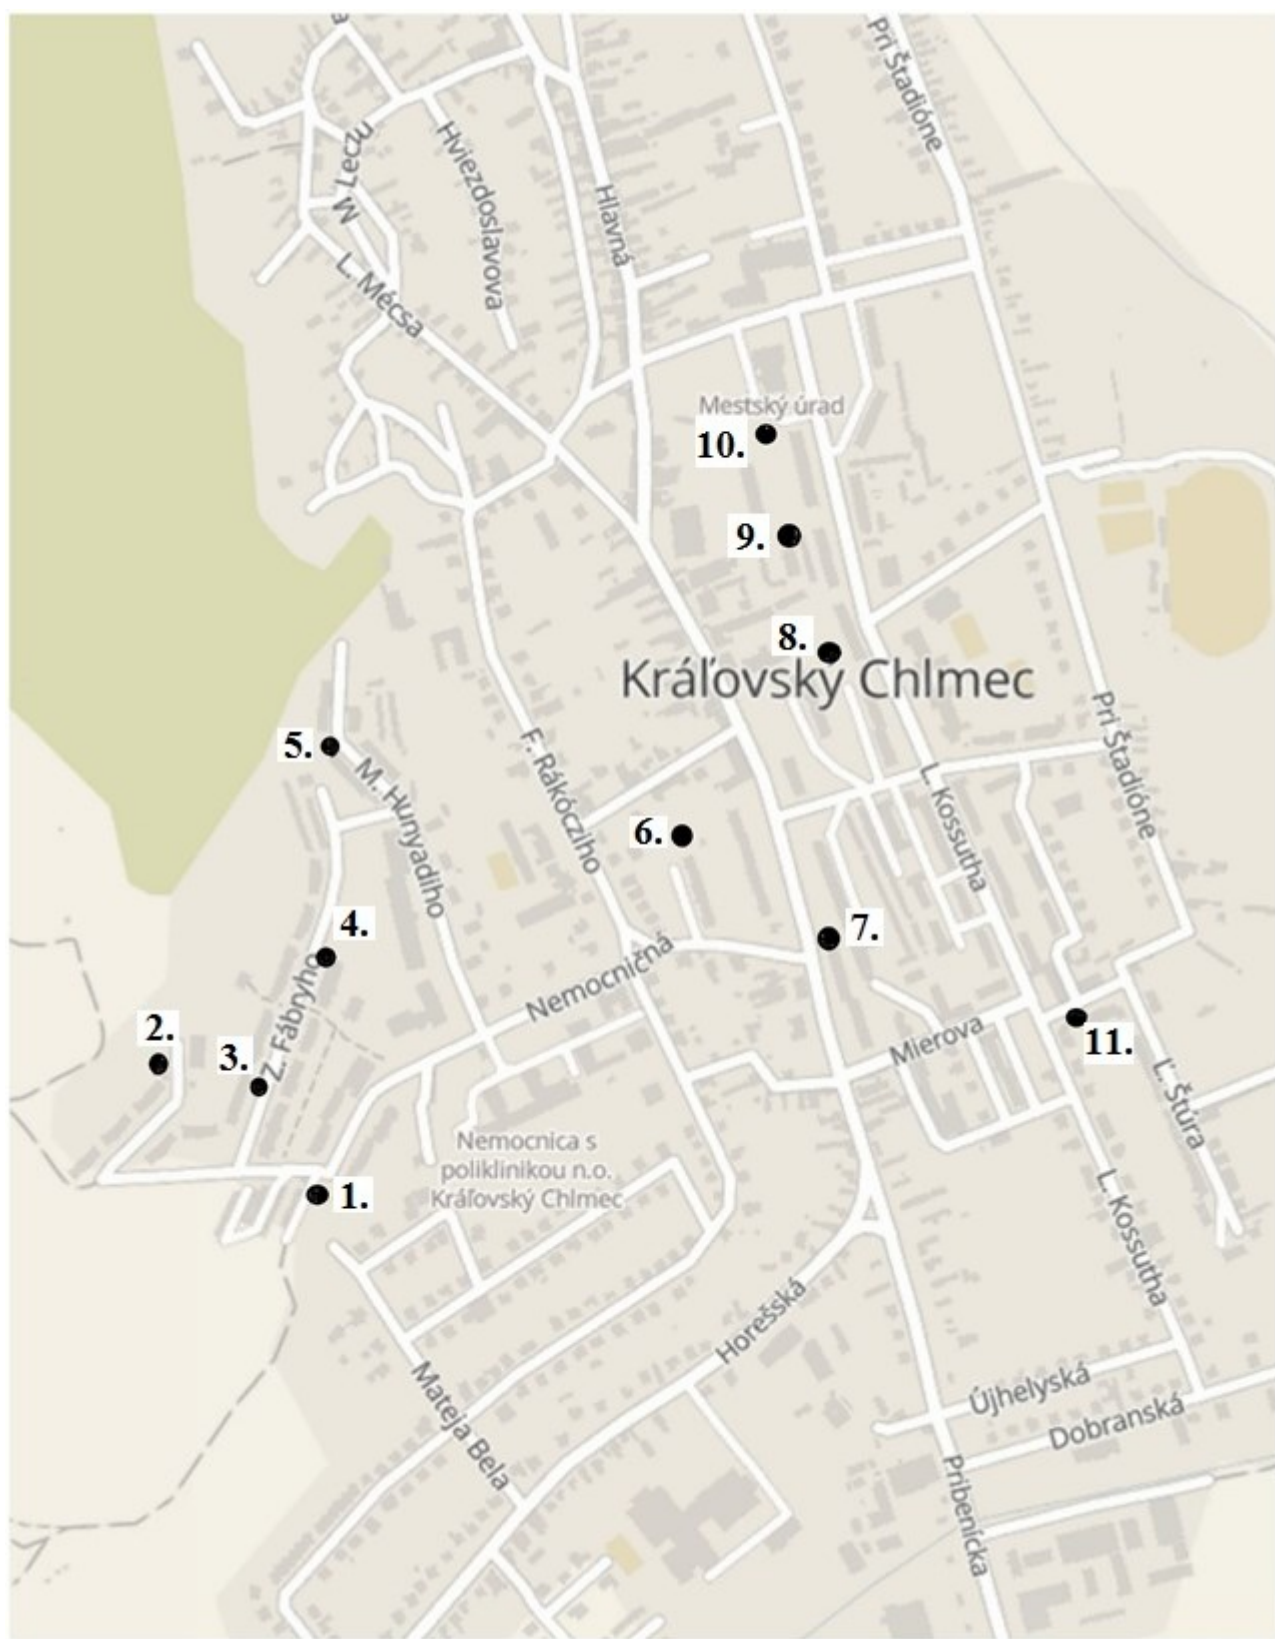 Pri Štadióne
M. Leczu
Hviezdoslavova
Hlavná
L. Mécsa
Mestský úrad
10.
9.
8.
Kráľovský Chlmec
5.
M. Hunyadiho
F. Rákócziho
6.
Pri Štadióne
L. Kossutha
7.
4.
Nemocničná
Z. Fábryho
2.
3.
Mierova
11.
Ľ. Štúra
Nemocnica s
poliklinikou n.o.
Kráľovský Chlmec
1.
L. Kossutha
Horešská
Mateja Bela
Újhelyská
Dobranská
Pribenícka